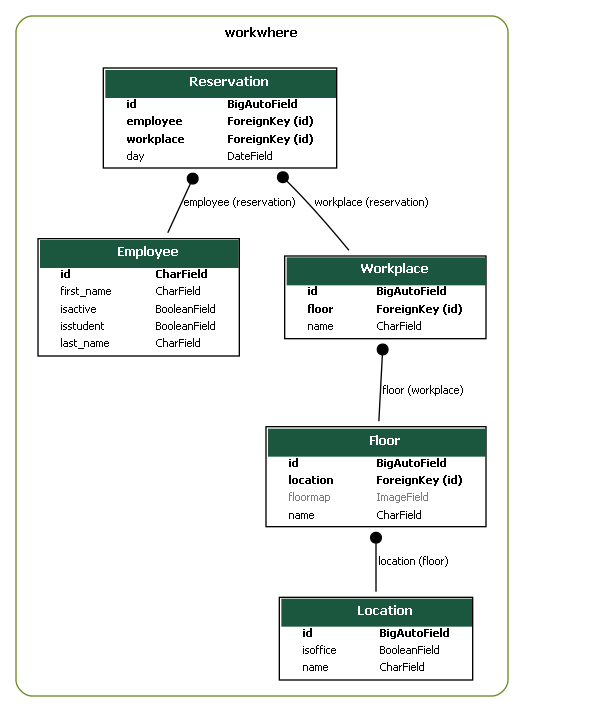 workwhere
Reservation
id BigAutoField
employee ForeignKey (id)
workplace ForeignKey (id)
day DateField
employee (reservation) workplace (reservation)
Employee
id CharField
first_name CharField
isactive BooleanField
isstudent BooleanField
last_name CharField
Workplace
id BigAutoField
floor ForeignKey (id)
name CharField
floor (workplace)
Floor
id BigAutoField
location ForeignKey (id)
floormap ImageField
name CharField
location (floor)
Location
id BigAutoField
isoffice BooleanField
name CharField